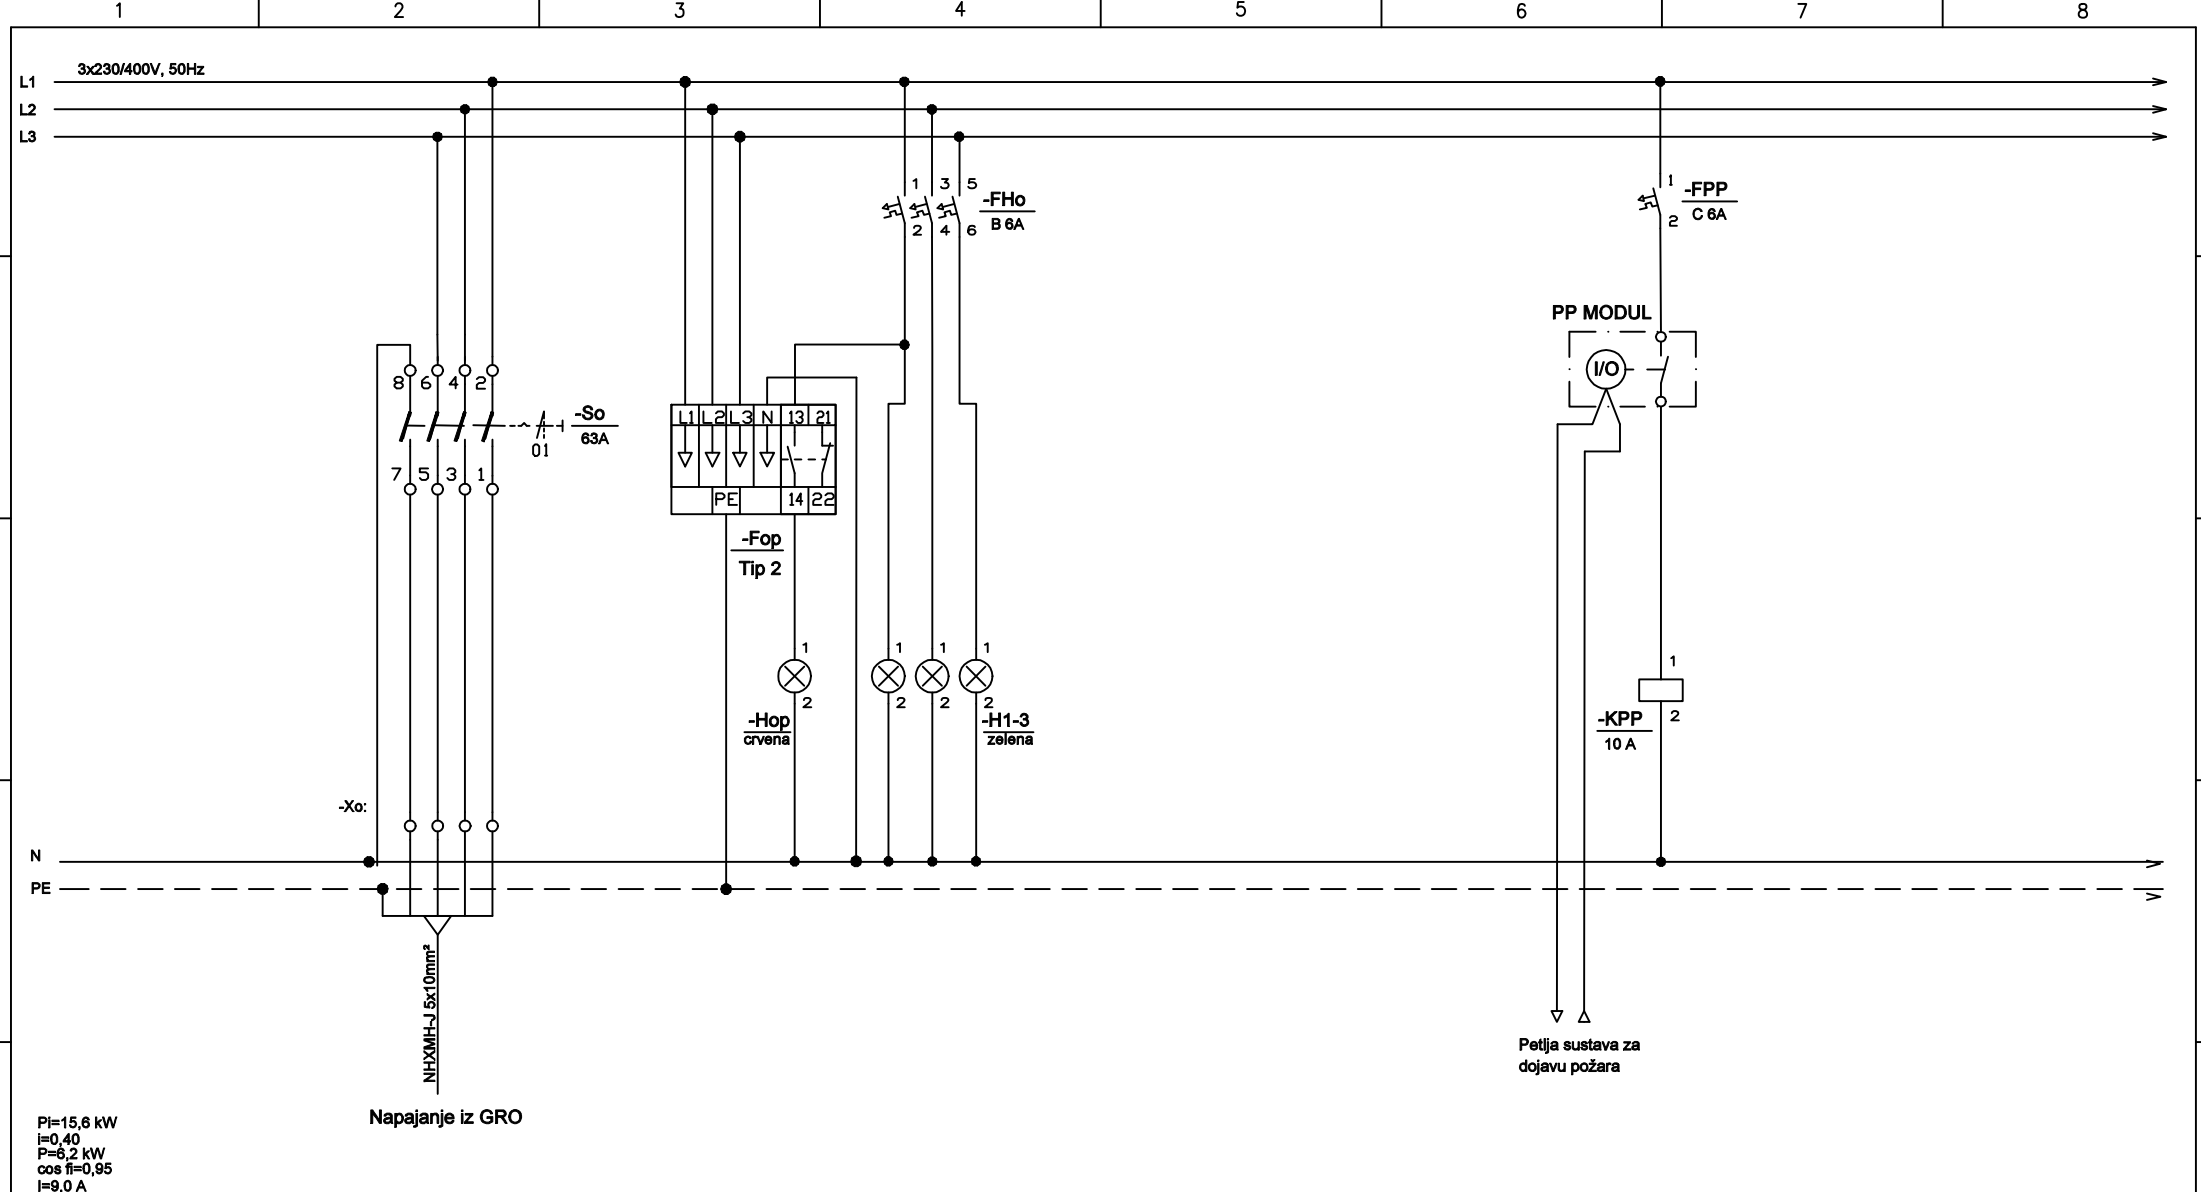 1 2 3 4 5 6 7 8
3x230/400V, 50Hz
L1
L2
L3
1 3 5
-FHo
B 6A
2 4 6
1
-FPP
C 6A
2
PP MODUL
I/O
8 6 4 2
-So
63A
01
7 5 3 1
L1 L2 L3 N 13 21
PE 14 22
-Fop
Tip 2
1 1 1 1
2 2 2 2
-Hop
crvena
-H1-3
zelena
1
-KPP
10 A
2
-Xo:
N
PE
NHXMH-J 5x10mm²
Petlja sustava za
dojavu požara
Napajanje iz GRO
Pi=15,6 kW
i=0,40
P=6,2 kW
cos fi=0,95
I=9,0 A